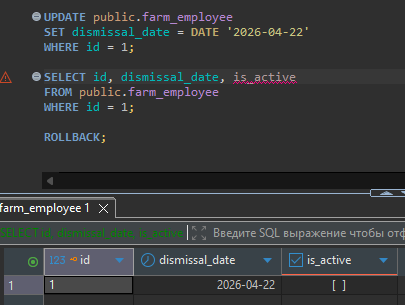 UPDATE public.farm_employee
SET dismissal_date = DATE '2026-04-22'
WHERE id = 1;
SELECT id, dismissal_date, is_active
FROM public.farm_employee
WHERE id = 1;
ROLLBACK;
farm_employee 1
SELECT id, dismissal_date, is_active
Введите SQL выражение чтобы отф
123 id
dismissal_date
is_active
1
1
2026-04-22
[ ]